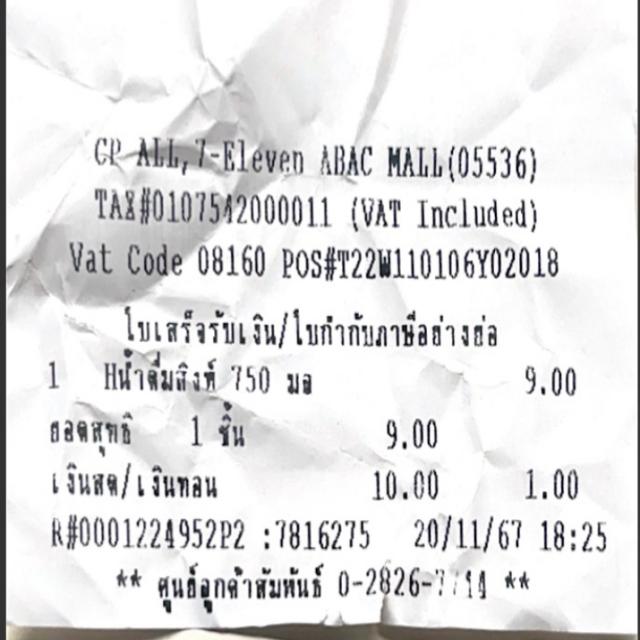 CP ALL,7-Eleven ABAC MALL(05536)
TAX#0107542000011 (VAT Included)
Vat Code 08160 POS#T22W110106Y02018
ใบเสร็จรับเงิน/ใบกำกับภาษีอย่างย่อ
1 Hน้ำดื่มสิงห์ 750 มล 9.00
ยอดสุทธิ 1 ชิ้น 9.00
เงินสด/เงินทอน 10.00 1.00
R#0001224952P2 :7816275 20/11/67 18:25
** ศูนย์ลูกค้าสัมพันธ์ **